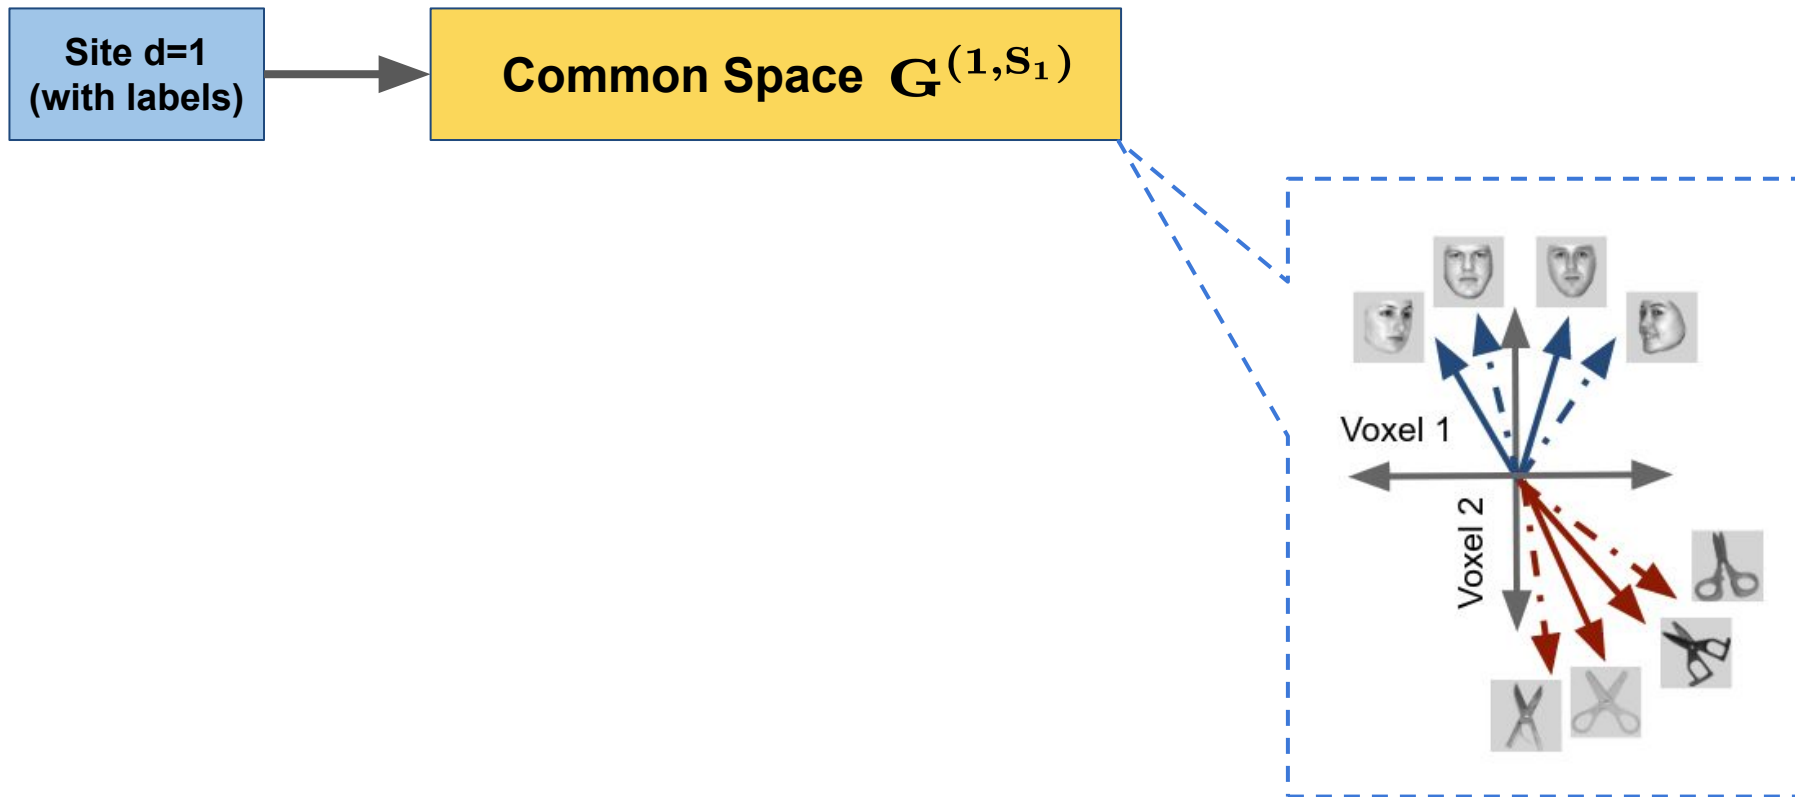 Site d=1
(with labels)
Common Space G^(1,S₁)
Voxel 1
Voxel 2